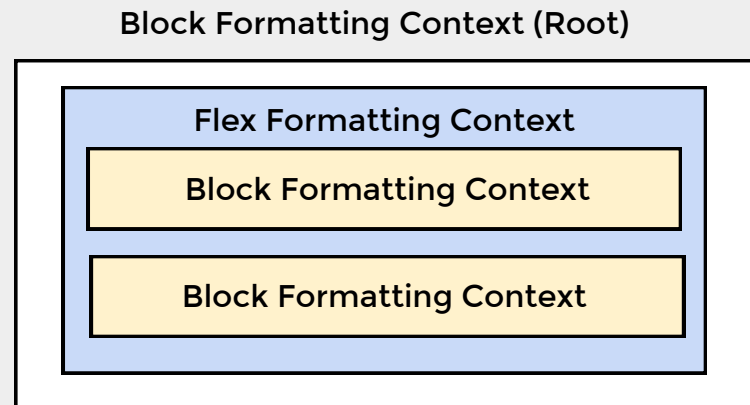 Block Formatting Context (Root)
Flex Formatting Context
Block Formatting Context
Block Formatting Context